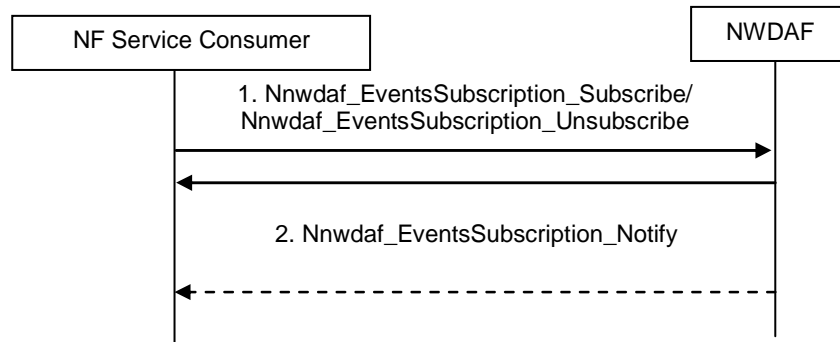 NF Service Consumer
NWDAF
1. Nnwdaf_EventsSubscription_Subscribe/
Nnwdaf_EventsSubscription_Unsubscribe
2. Nnwdaf_EventsSubscription_Notify